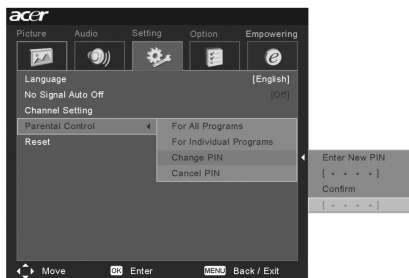 acer
Picture Audio Setting Option Empowering
Language [English]
No Signal Auto Off [Off]
Channel Setting
Parental Control For All Programs
Reset For Individual Programs
Change PIN Enter New PIN
Cancel PIN [ - - - - ]
Confirm
[ - - - - ]
Move OK Enter MENU Back / Exit